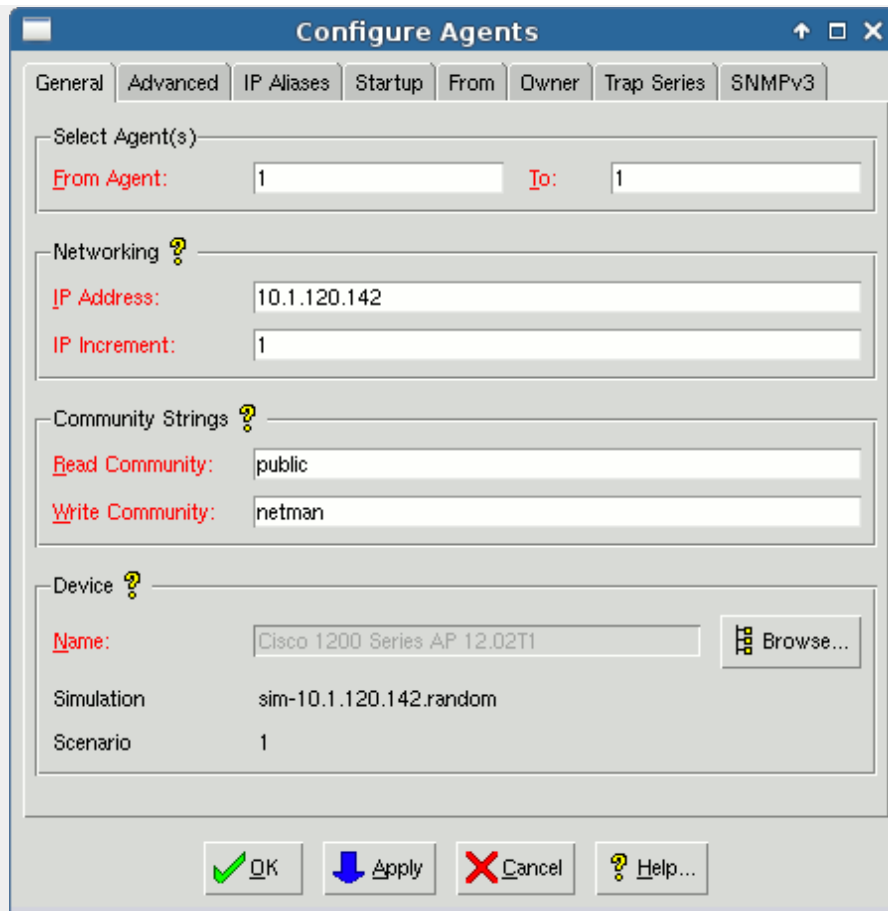 Configure Agents
General Advanced IP Aliases Startup From Owner Trap Series SNMPv3
Select Agent(s)
From Agent: 1 To: 1
Networking ?
IP Address: 10.1.120.142
IP Increment: 1
Community Strings ?
Read Community: public
Write Community: netman
Device ?
Name: Cisco 1200 Series AP 12.02T1 Browse...
Simulation sim-10.1.120.142.random
Scenario 1
OK Apply Cancel ? Help...